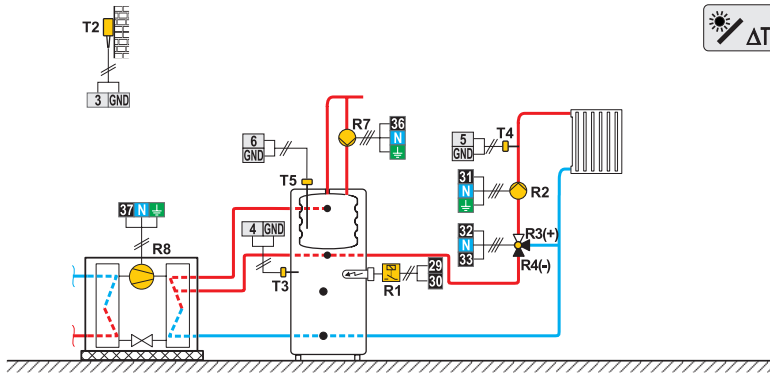 T2
ΔT
3 GND
6
GND
R7
36
N
5
GND
T4
T5
31
N
R2
37 N
R8
4 GND
32
N
33
R3(+)
R4(-)
T3
R1
29
30